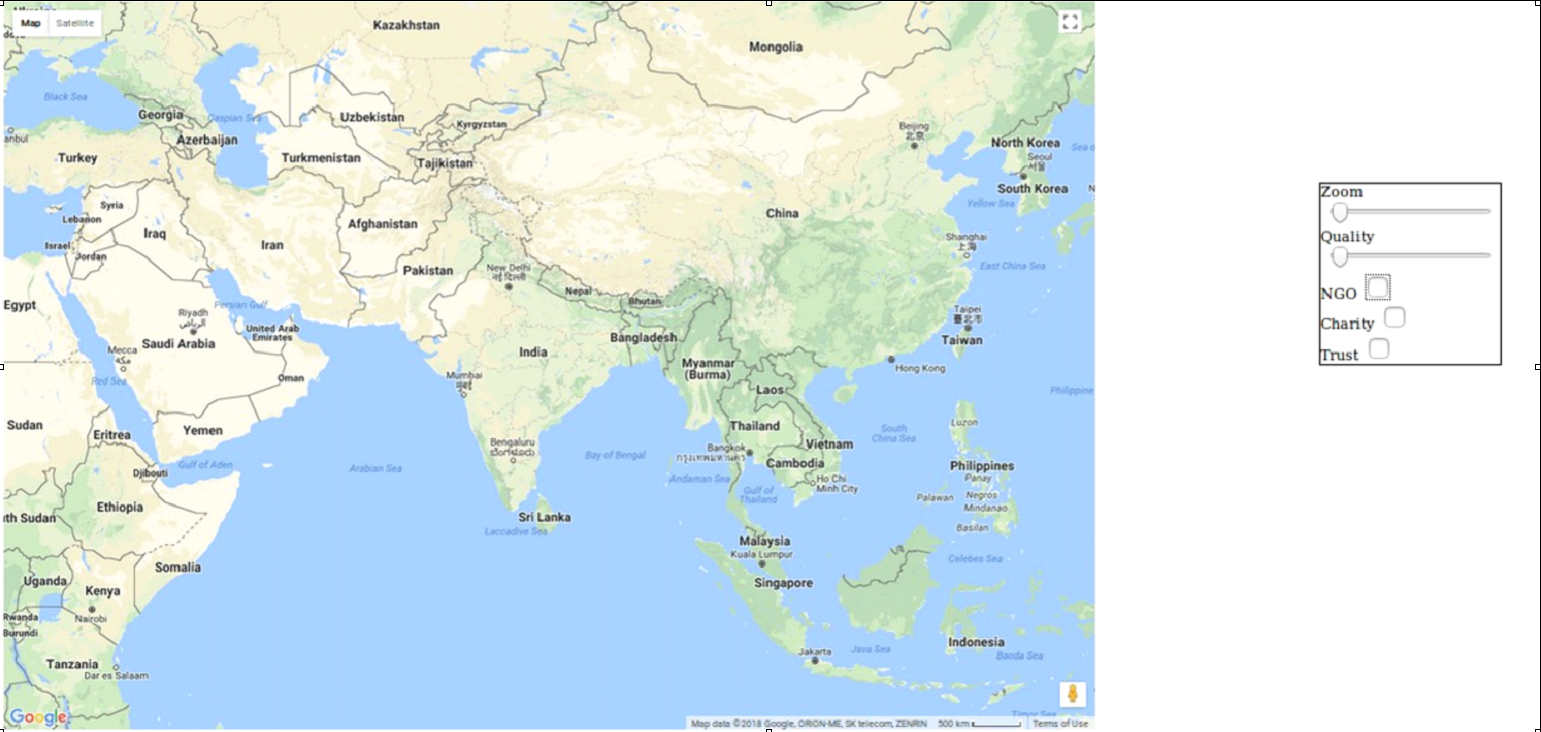 Map Satellite
Kazakhstan
Mongolia
Black Sea
Georgia
Caspian Sea
Uzbekistan
Kyrgyzstan
Beijing
北京
Azerbaijan
North Korea
Turkey
Turkmenistan
Tajikistan
Seoul
서울
South Korea
Syria
Yellow Sea
Lebanon
Afghanistan
China
Iraq
Iran
Shanghai
上海
Israel
Jordan
Pakistan
New Delhi
नई दिल्ली
East China Sea
Nepal
Bhutan
Egypt
Persian Gulf
Riyadh
الرياض
Taipei
臺北市
United Arab
Emirates
Bangladesh
Taiwan
Saudi Arabia
Mecca
مكة
India
Myanmar
(Burma)
Hong Kong
Red Sea
Oman
Mumbai
मुंबई
Laos
Philippine
Sudan
Eritrea
Yemen
Thailand
Luzon
South
China Sea
Bengaluru
ಬೆಂಗಳೂರು
Bay of Bengal
Bangkok
กรุงเทพมหานคร
Vietnam
Gulf of Aden
Arabian Sea
Cambodia
Philippines
Djibouti
Andaman Sea
Ho Chi
Minh City
Panay
Gulf of
Thailand
Palawan
Negros
Ethiopia
Mindanao
th Sudan
Sri Lanka
Laccadive Sea
Basilan
Malaysia
Kuala Lumpur
Celebes Sea
Somalia
Uganda
Singapore
Kenya
Rwanda
Nairobi
Burundi
Indonesia
Jakarta
Java Sea
Banda Sea
Tanzania
Dar es Salaam
Timor Sea
Google
Map data ©2018 Google, ORION-ME, SK telecom, ZENRIN 500 km Terms of Use
Zoom
Quality
NGO
Charity
Trust